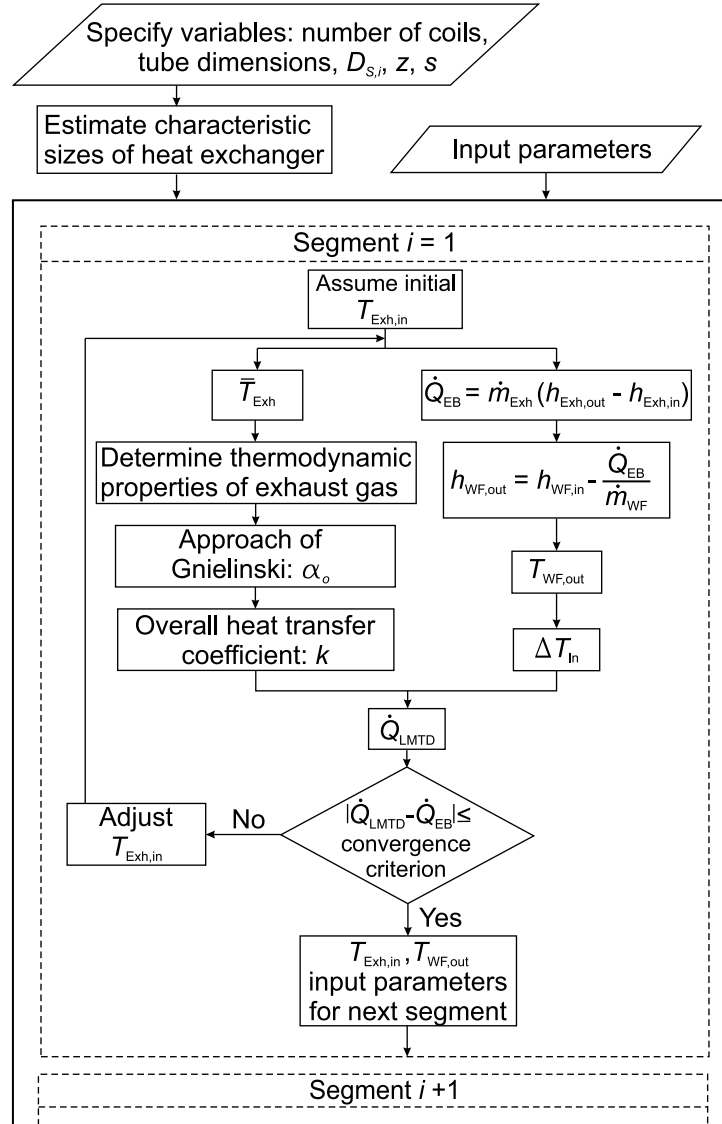 Specify variables: number of coils,
tube dimensions, D_S,i, z, s
Estimate characteristic
sizes of heat exchanger
Input parameters
Segment i = 1
Assume initial
T_Exh,in
T̿_Exh
Determine thermodynamic
properties of exhaust gas
Approach of
Gnielinski: α_o
Overall heat transfer
coefficient: k
Q̇_EB = ṁ_Exh (h_Exh,out - h_Exh,in)
h_WF,out = h_WF,in - Q̇_EB / ṁ_WF
T_WF,out
ΔT_ln
Q̇_LMTD
|Q̇_LMTD-Q̇_EB|≤
convergence
criterion
No
Adjust
T_Exh,in
Yes
T_Exh,in , T_WF,out
input parameters
for next segment
Segment i +1